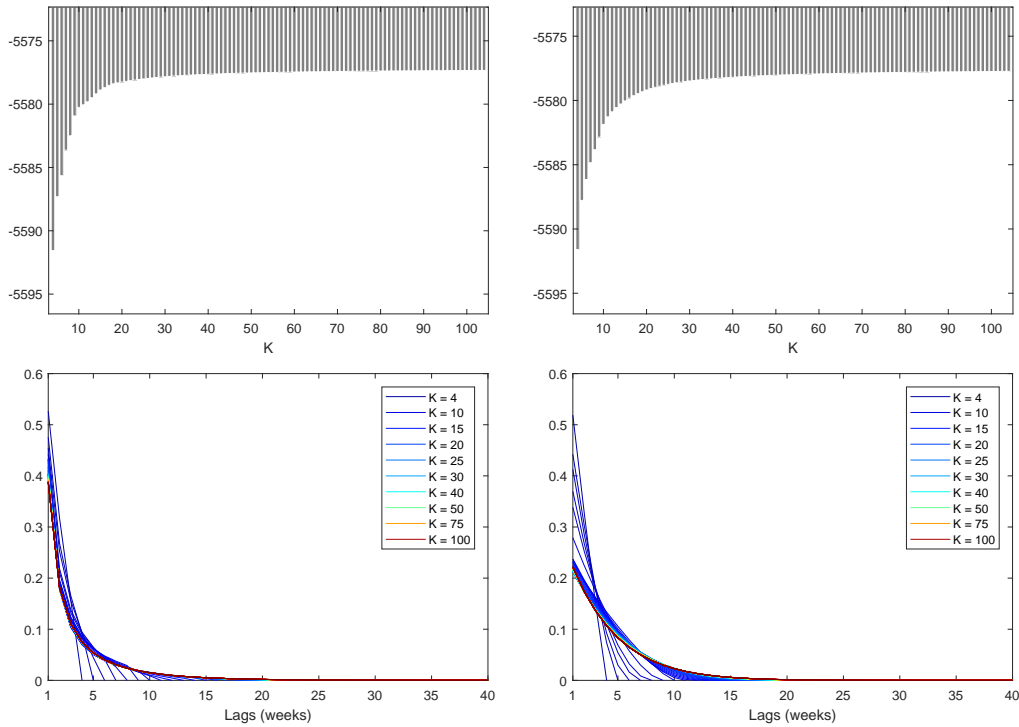 -5575
-5580
-5585
-5590
-5595
10 20 30 40 50 60 70 80 90 100
K
-5575
-5580
-5585
-5590
-5595
10 20 30 40 50 60 70 80 90 100
K
0.6
0.5
0.4
0.3
0.2
0.1
0
1 5 10 15 20 25 30 35 40
Lags (weeks)
K = 4
K = 10
K = 15
K = 20
K = 25
K = 30
K = 40
K = 50
K = 75
K = 100
0.6
0.5
0.4
0.3
0.2
0.1
0
1 5 10 15 20 25 30 35 40
Lags (weeks)
K = 4
K = 10
K = 15
K = 20
K = 25
K = 30
K = 40
K = 50
K = 75
K = 100